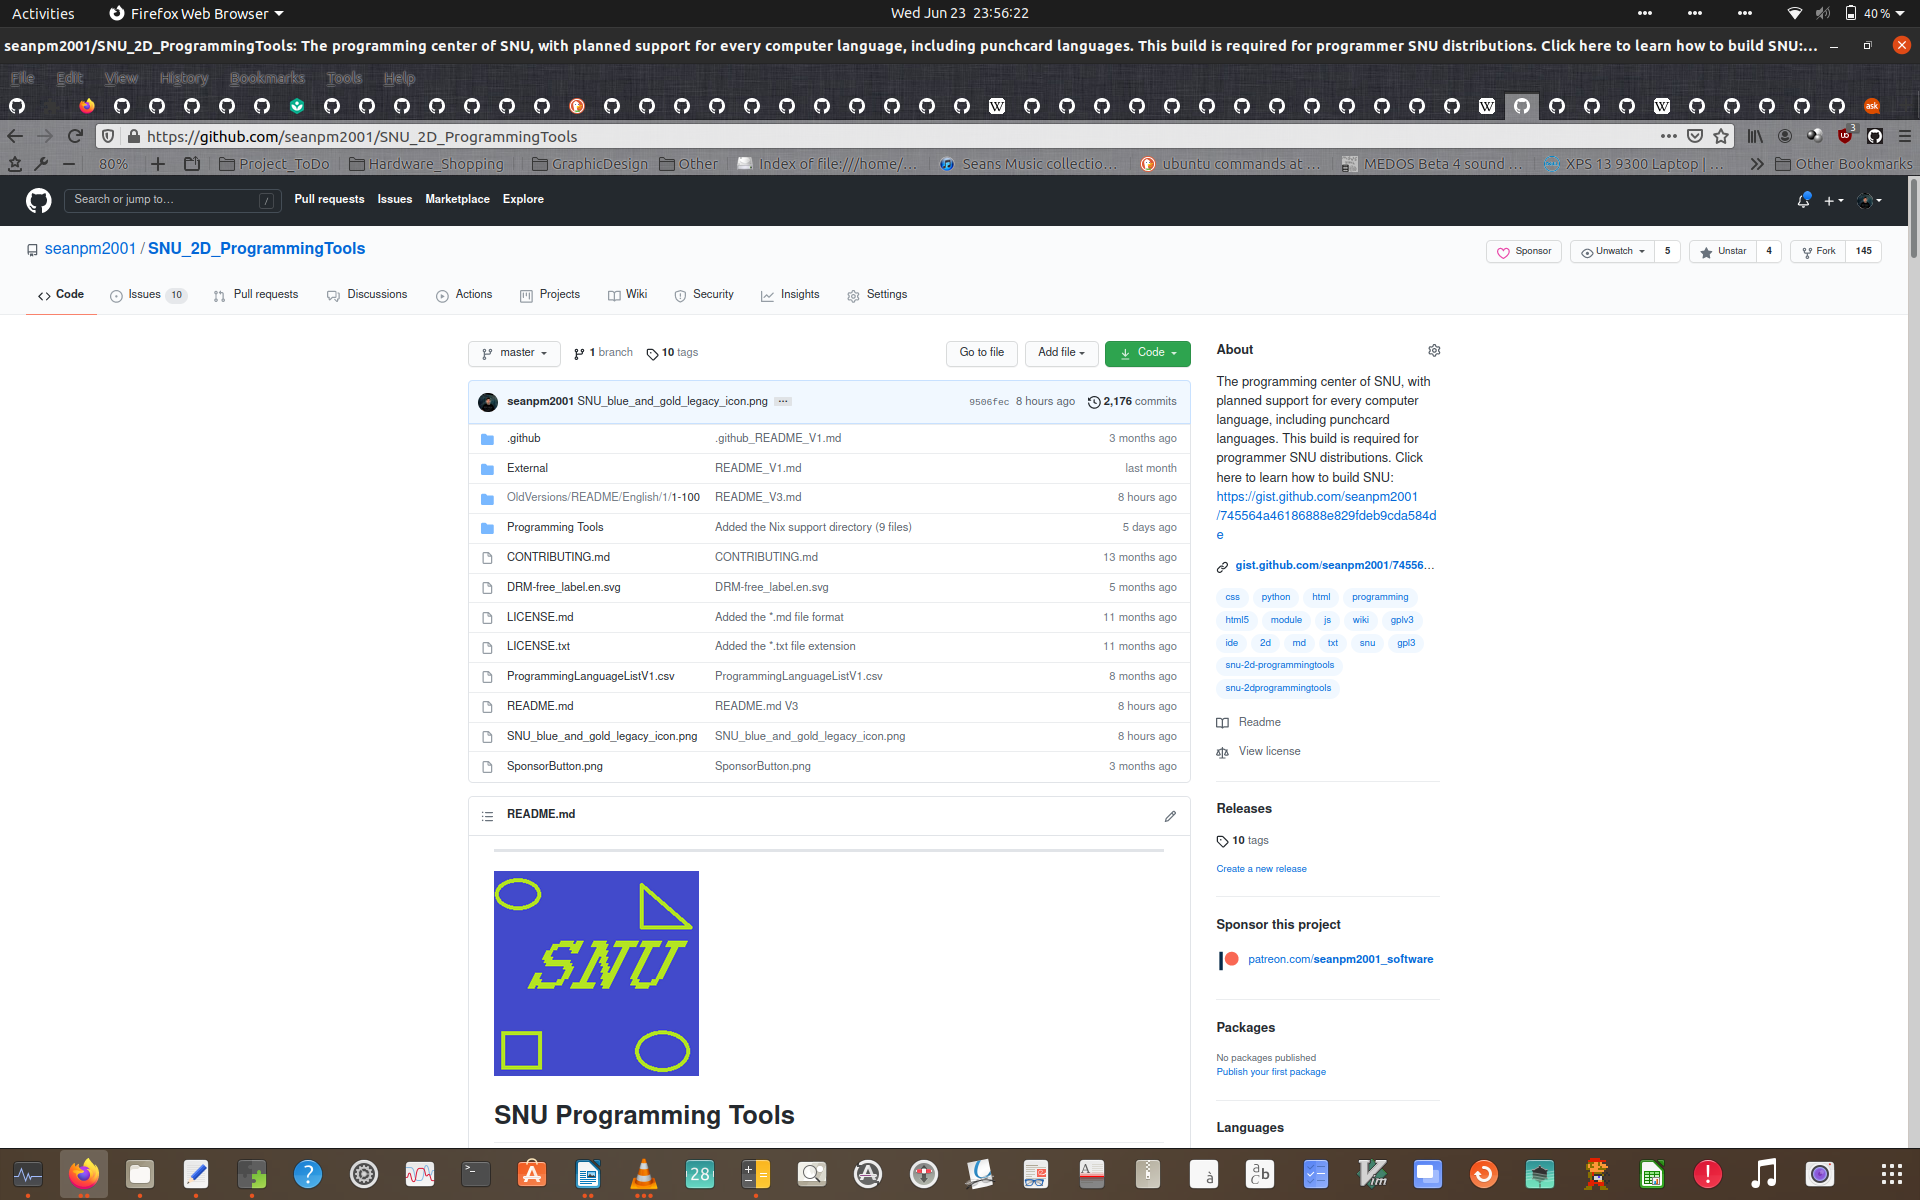 Activities Firefox Web Browser Wed Jun 23 23:56:22 40 %
seanpm2001/SNU_2D_ProgrammingTools: The programming center of SNU, with planned support for every computer language, including punchcard languages. This build is required for programmer SNU distributions. Click here to learn how to build SNU:...
File Edit View History Bookmarks Tools Help
https://github.com/seanpm2001/SNU_2D_ProgrammingTools 3
80% Project_ToDo Hardware_Shopping GraphicDesign Other Index of file:///home/... Seans Music collectio... ubuntu commands at ... MEDOS Beta 4 sound ... XPS 13 9300 Laptop | ... Other Bookmarks
Search or jump to... / Pull requests Issues Marketplace Explore
seanpm2001 / SNU_2D_ProgrammingTools Sponsor Unwatch 5 Unstar 4 Fork 145
Code Issues 10 Pull requests Discussions Actions Projects Wiki Security Insights Settings
master 1 branch 10 tags Go to file Add file Code
seanpm2001 SNU_blue_and_gold_legacy_icon.png ... 9506fec 8 hours ago 2,176 commits
.github .github_README_V1.md 3 months ago
External README_V1.md last month
OldVersions/README/English/1/1-100 README_V3.md 8 hours ago
Programming Tools Added the Nix support directory (9 files) 5 days ago
CONTRIBUTING.md CONTRIBUTING.md 13 months ago
DRM-free_label.en.svg DRM-free_label.en.svg 5 months ago
LICENSE.md Added the *.md file format 11 months ago
LICENSE.txt Added the *.txt file extension 11 months ago
ProgrammingLanguageListV1.csv ProgrammingLanguageListV1.csv 8 months ago
README.md README.md V3 8 hours ago
SNU_blue_and_gold_legacy_icon.png SNU_blue_and_gold_legacy_icon.png 8 hours ago
SponsorButton.png SponsorButton.png 3 months ago
README.md
SNU
SNU Programming Tools
About
The programming center of SNU, with
planned support for every computer
language, including punchcard
languages. This build is required for
programmer SNU distributions. Click
here to learn how to build SNU:
https://gist.github.com/seanpm2001
/745564a46186888e829fdeb9cda584d
e
gist.github.com/seanpm2001/74556...
css python html programming
html5 module js wiki gplv3
ide 2d md txt snu gpl3
snu-2d-programmingtools
snu-2dprogrammingtools
Readme
View license
Releases
10 tags
Create a new release
Sponsor this project
patreon.com/seanpm2001_software
Packages
No packages published
Publish your first package
Languages